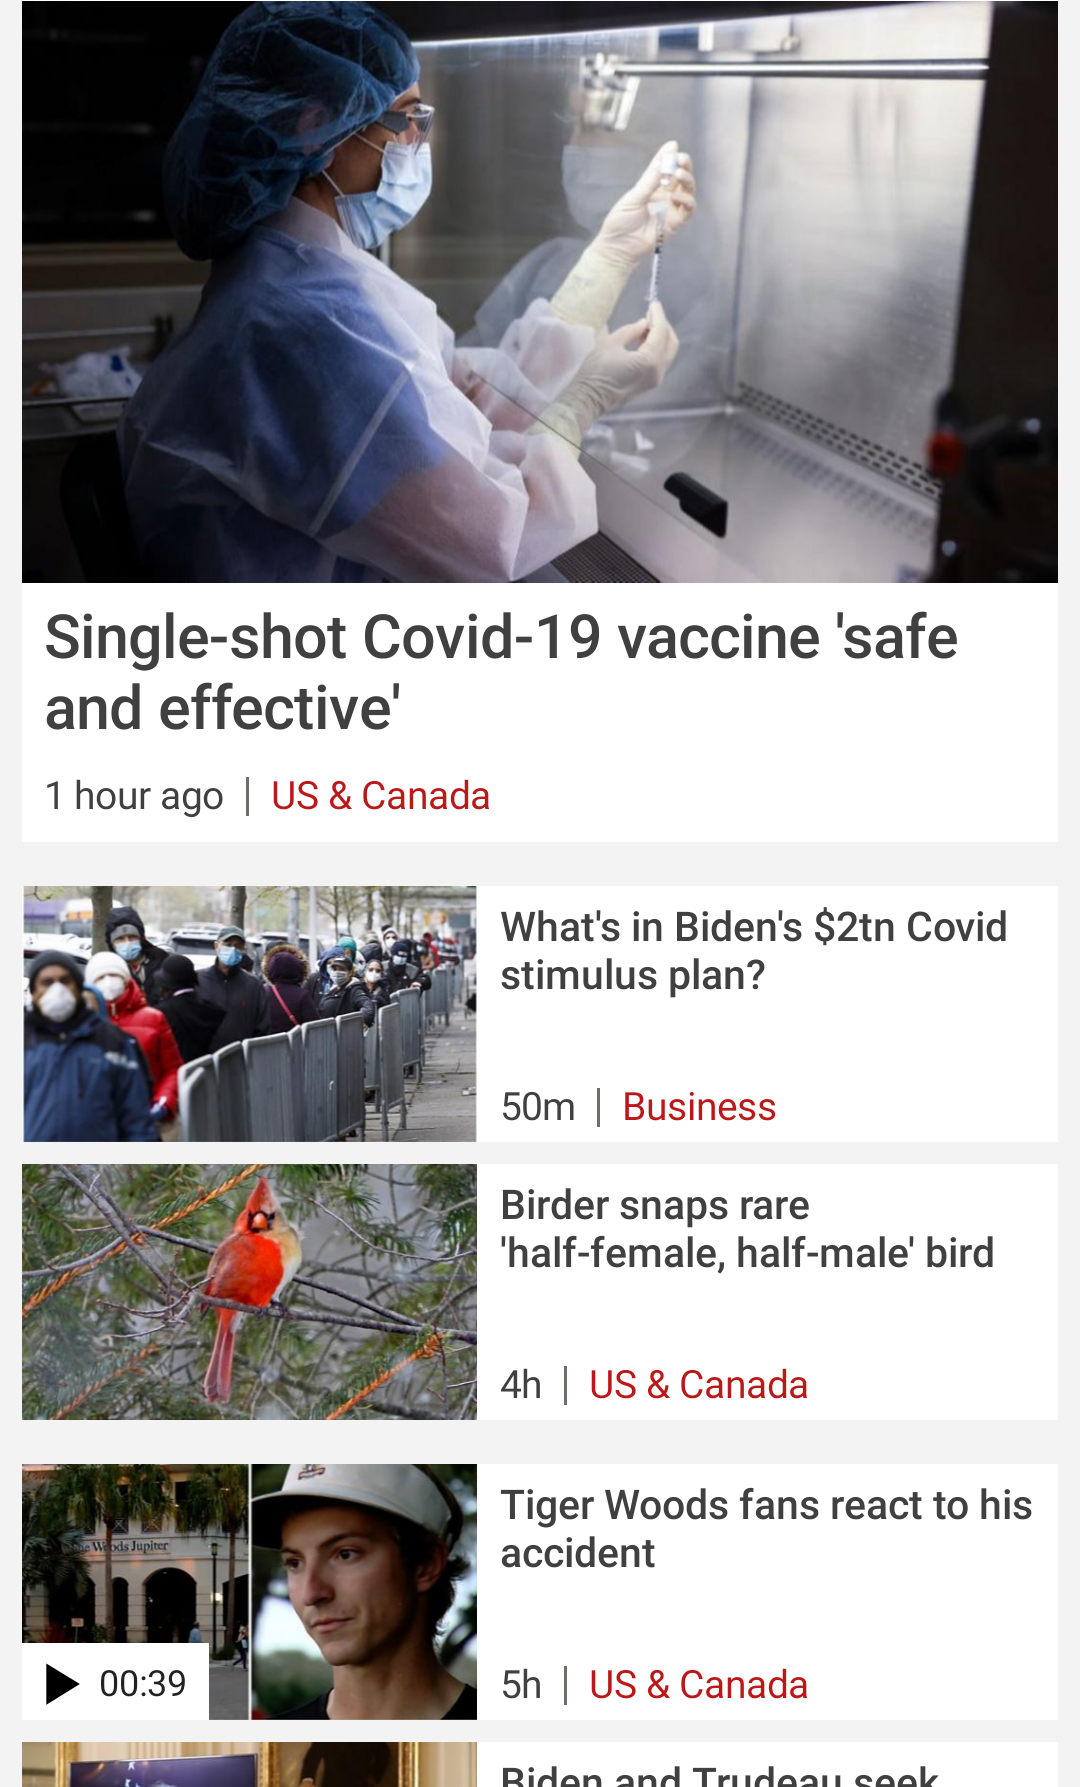 Single-shot Covid-19 vaccine 'safe
and effective'
1 hour ago | US & Canada
What's in Biden's $2tn Covid
stimulus plan?
50m | Business
Birder snaps rare
'half-female, half-male' bird
4h | US & Canada
The Woods Jupiter
00:39
Tiger Woods fans react to his
accident
5h | US & Canada
Biden and Trudeau seek